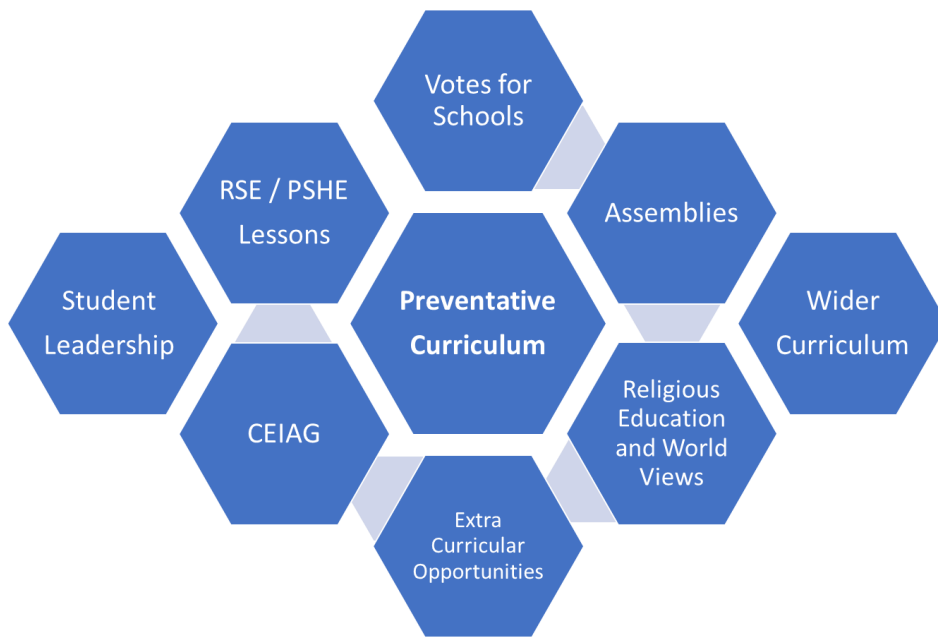 Votes for
Schools
RSE / PSHE
Lessons
Assemblies
Student
Leadership
Preventative
Curriculum
Wider
Curriculum
CEIAG
Religious
Education
and World
Views
Extra
Curricular
Opportunities